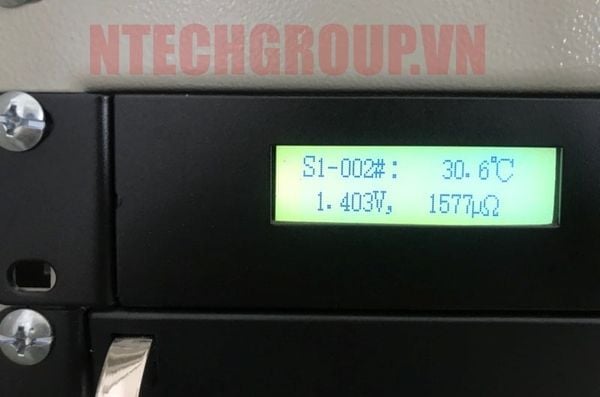 NTECHGROUP.VN
S1-002#: 30.6℃
1.403V, 1577μΩ